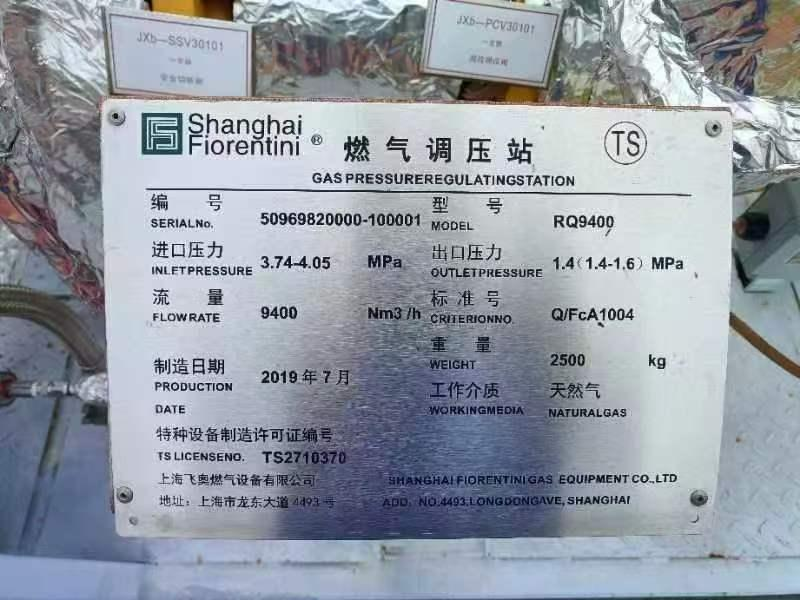 JXb-SSV30101
安全切断阀
JXb-PCV30101
Shanghai Fiorentini ®
燃气调压站
TS
GASPRESSUREREGULATINGSTATION
编 号 50969820000-100001 型 号 RQ9400
SERIALNo. MODEL
进口压力 3.74-4.05 MPa 出口压力 1.4(1.4-1.6) MPa
INLETPRESSURE OUTLETPRESSURE
流 量 9400 Nm3 /h 标 准 号 Q/FcA1004
FLOWRATE CRITERIONNO.
重 量 2500 kg
WEIGHT
制造日期 2019 年 7 月
PRODUCTION
DATE
工作介质 天然气
WORKINGMEDIA NATURALGAS
特种设备制造许可证编号
TS LICENSENO. TS2710370
上海飞奥燃气设备有限公司 SHANGHAI FIORENTINI GAS EQUIPMENT CO.,LTD
地址: 上海市龙东大道 4493 号 ADD. NO.4493,LONGDONGAVE,SHANGHAI